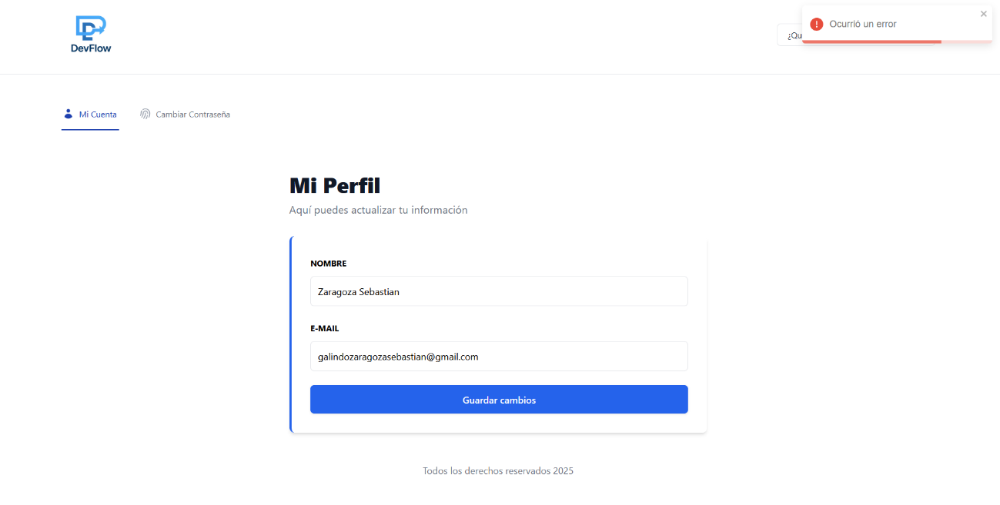 DevFlow
¿Qu
Ocurrió un error
Mi Cuenta
Cambiar Contraseña
Mi Perfil
Aquí puedes actualizar tu información
NOMBRE
Zaragoza Sebastian
E-MAIL
galindozaragozasebastian@gmail.com
Guardar cambios
Todos los derechos reservados 2025